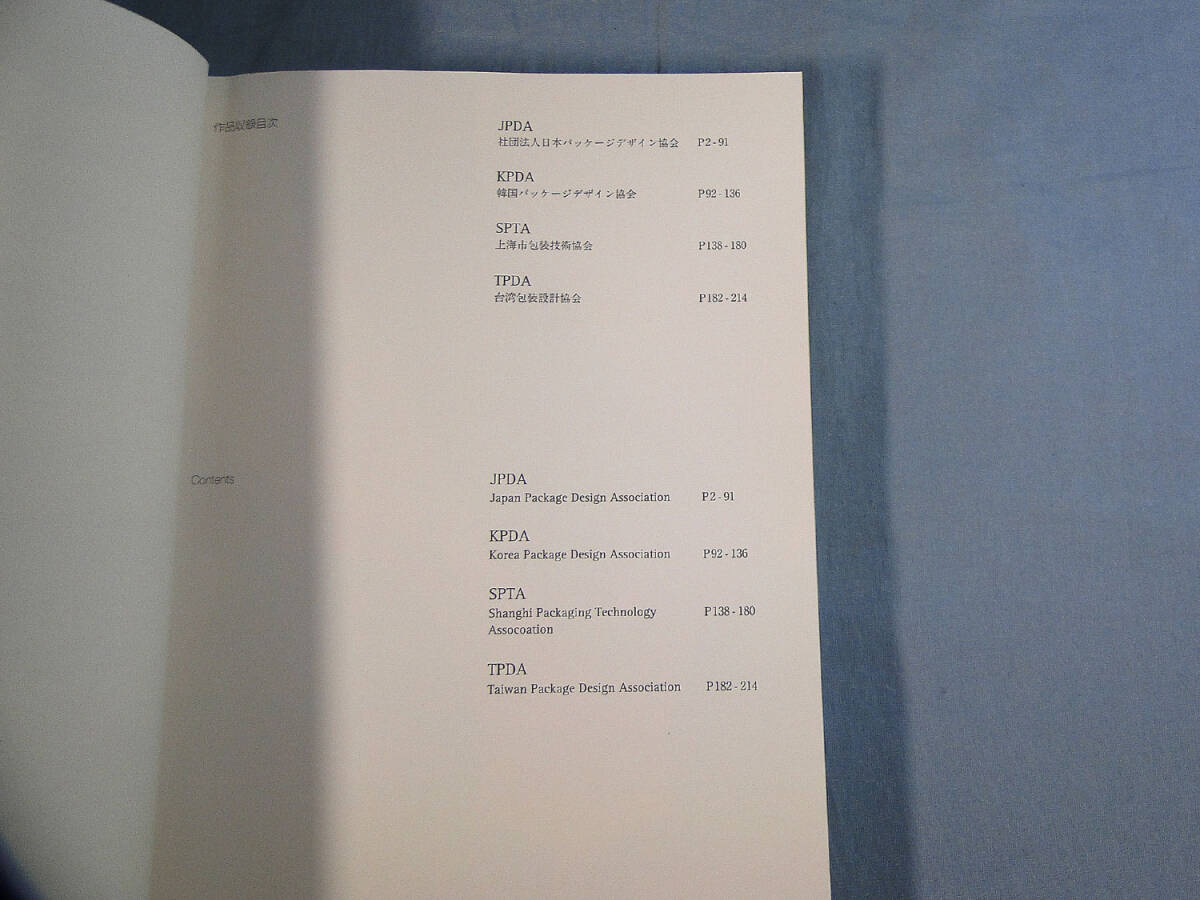 作品収録目次
JPDA
社団法人日本パッケージデザイン協会 P2-91
KPDA
韓国パッケージデザイン協会 P92-136
SPTA
上海市包装技術協会 P138-180
TPDA
台湾包装設計協会 P182-214
Contents
JPDA
Japan Package Design Association P2-91
KPDA
Korea Package Design Association P92-136
SPTA
Shanghi Packaging Technology P138-180
Assocoation
TPDA
Taiwan Package Design Association P182-214